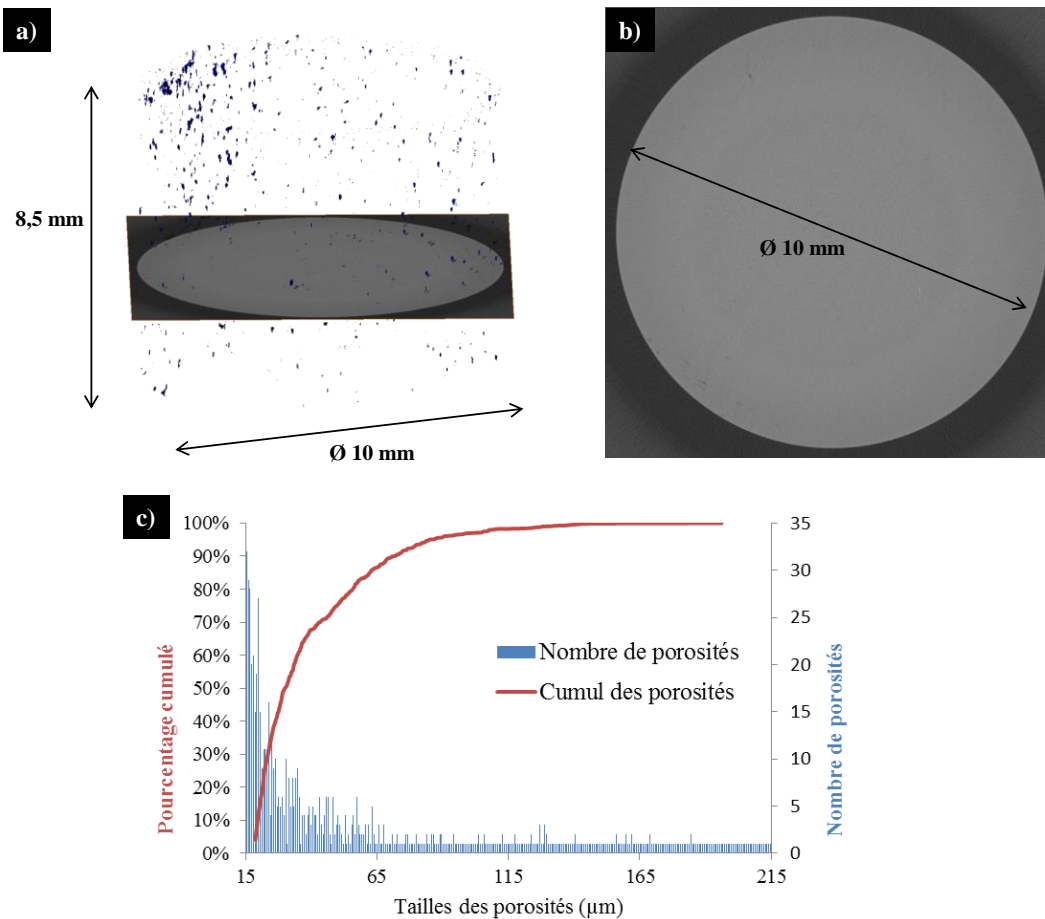 a)
8,5 mm
Ø 10 mm
b)
Ø 10 mm
c)
100%
90%
80%
70%
60%
50%
40%
30%
20%
10%
0%
Pourcentage cumulé
35
30
25
20
15
10
5
0
Nombre de porosités
Nombre de porosités
Cumul des porosités
15
65
115
165
215
Tailles des porosités (µm)